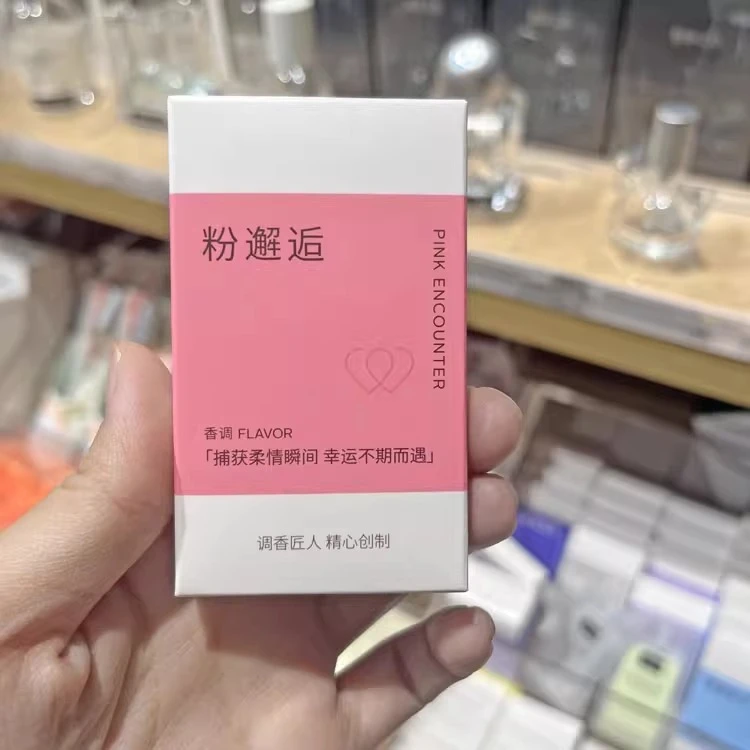 粉邂逅
PINK ENCOUNTER
香调 FLAVOR
「捕获柔情瞬间 幸运不期而遇」
调香匠人 精心创制